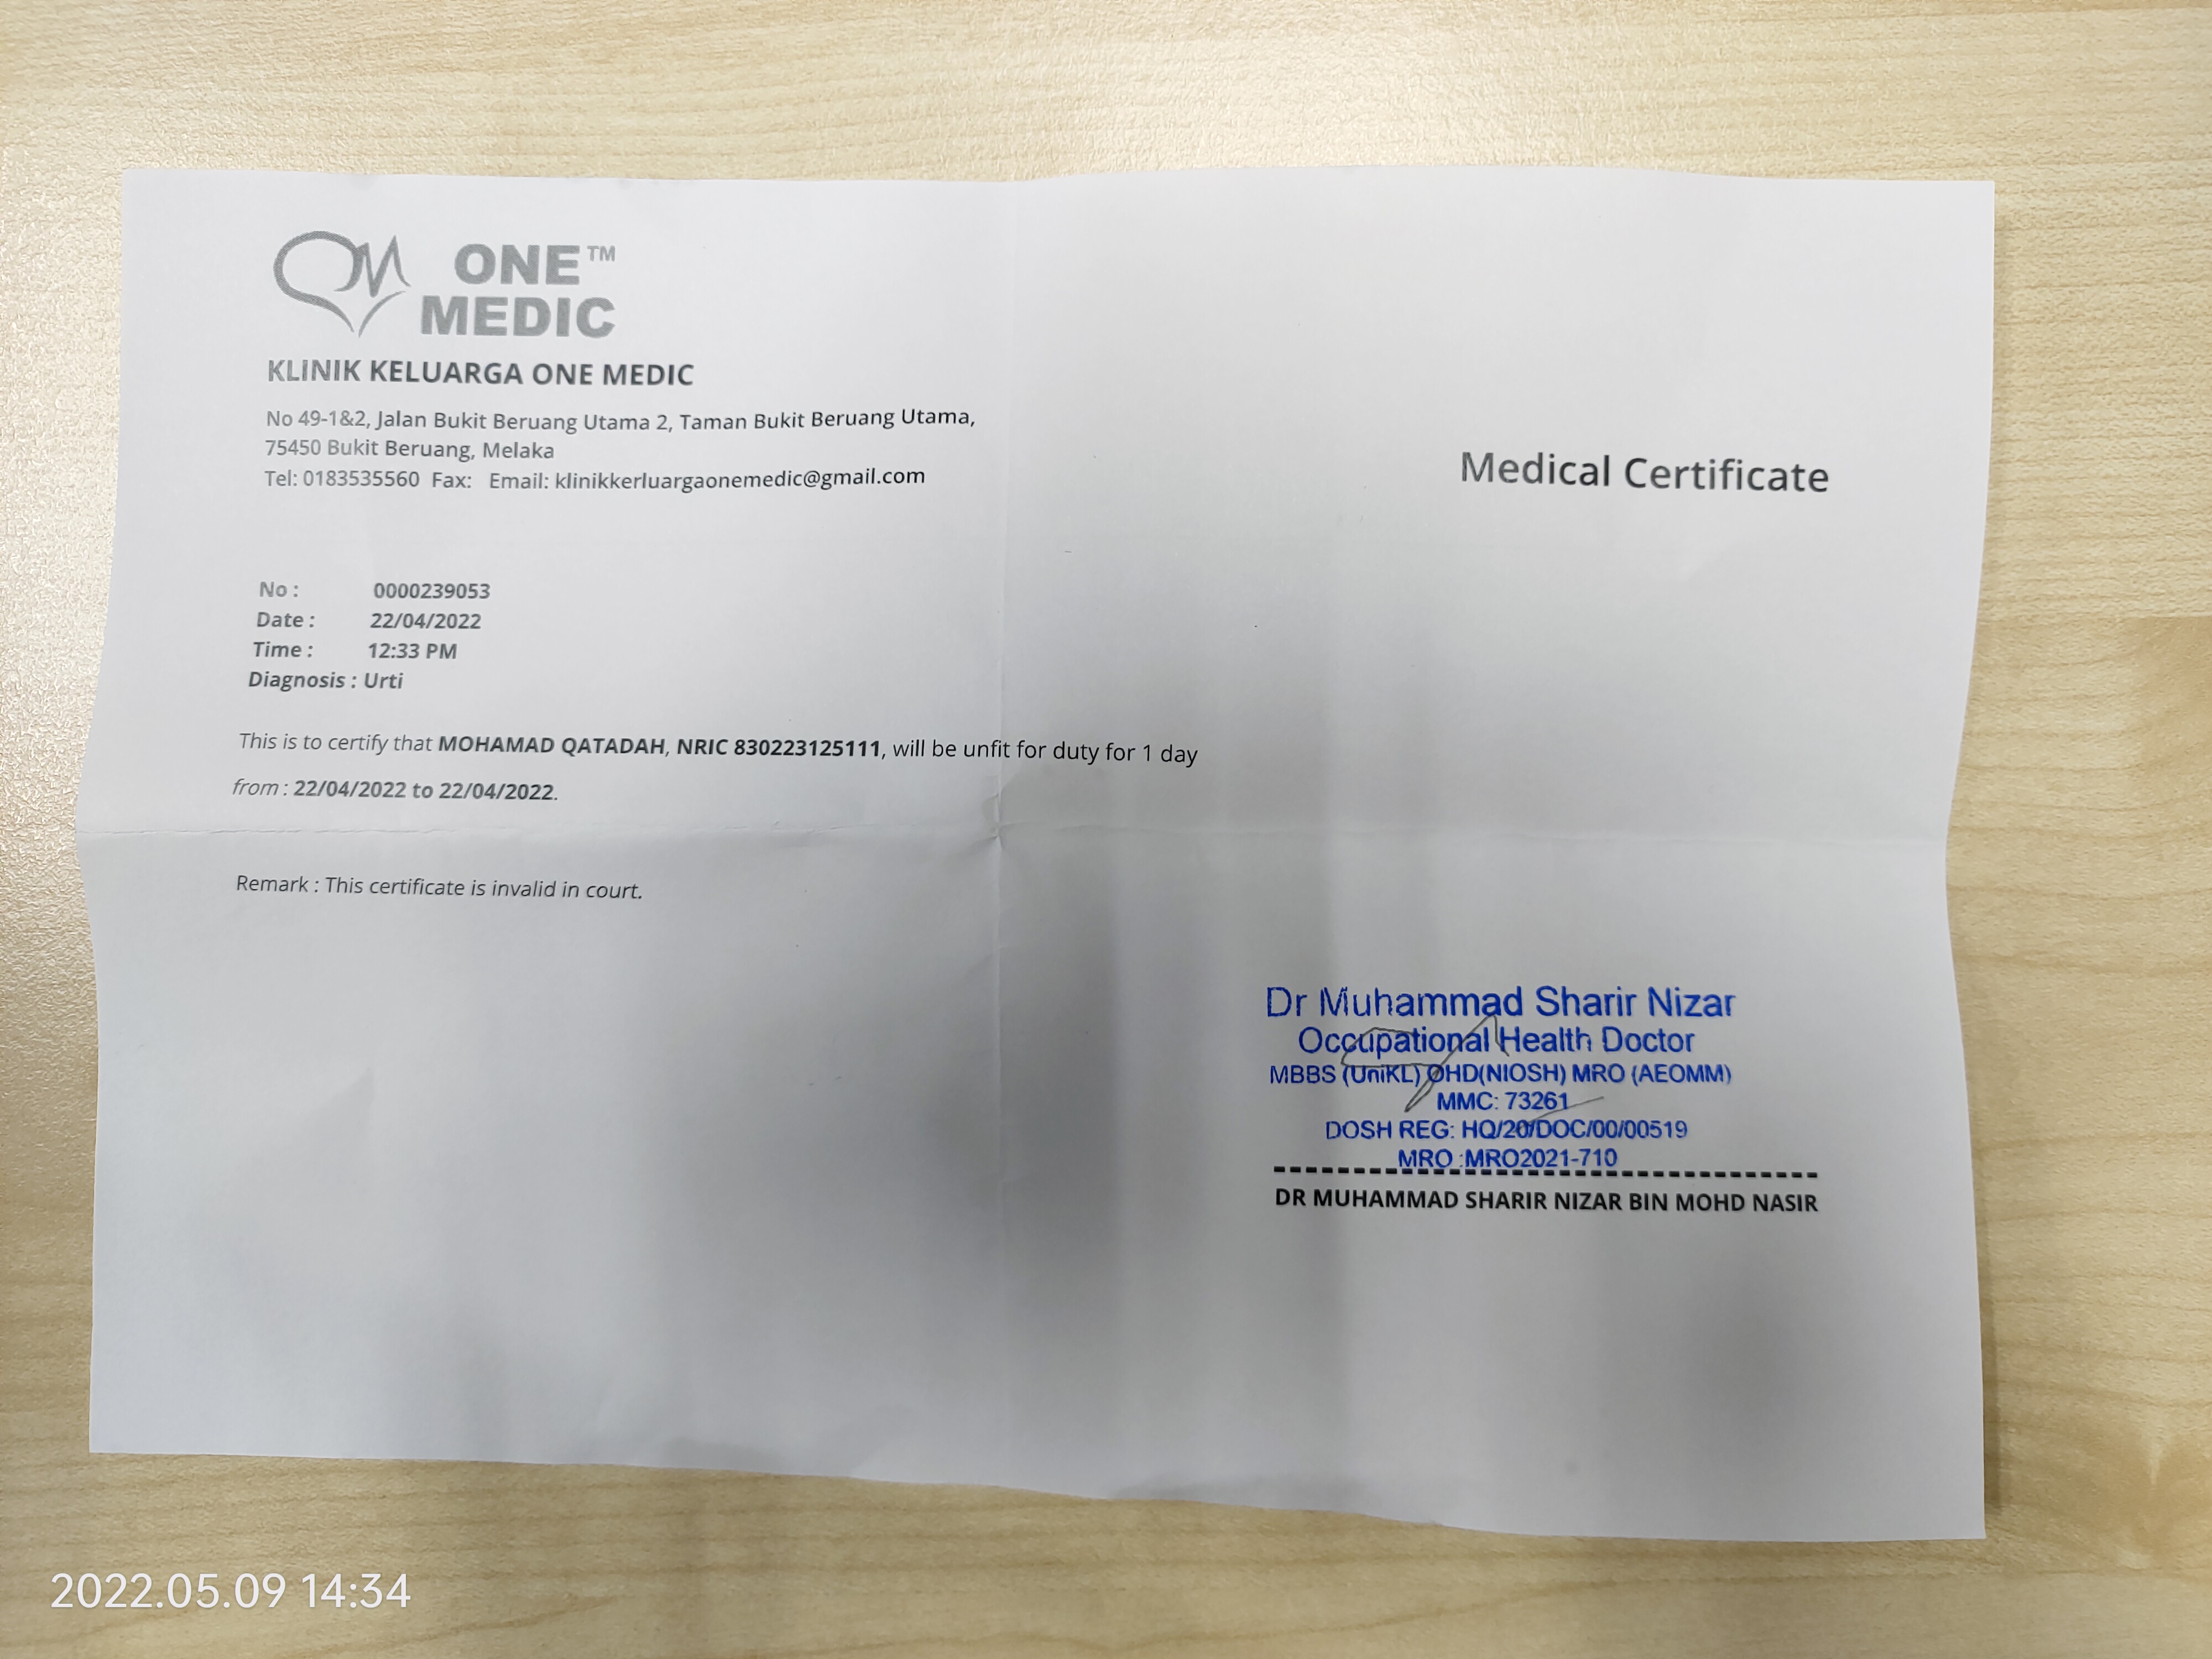 ONE™
MEDIC
KLINIK KELUARGA ONE MEDIC
No 49-1&2, Jalan Bukit Beruang Utama 2, Taman Bukit Beruang Utama,
75450 Bukit Beruang, Melaka
Tel: 0183535560 Fax: Email: klinikkerluargaonemedic@gmail.com
Medical Certificate
No : 0000239053
Date : 22/04/2022
Time : 12:33 PM
Diagnosis : Urti
This is to certify that MOHAMAD QATADAH, NRIC 830223125111, will be unfit for duty for 1 day
from : 22/04/2022 to 22/04/2022.
Remark : This certificate is invalid in court.
Dr Muhammad Sharir Nizar
Occupational Health Doctor
MBBS (UniKL) OHD(NIOSH) MRO (AEOMM)
MMC: 73261
DOSH REG: HQ/20/DOC/00/00519
MRO :MRO2021-710
DR MUHAMMAD SHARIR NIZAR BIN MOHD NASIR
2022.05.09 14:34